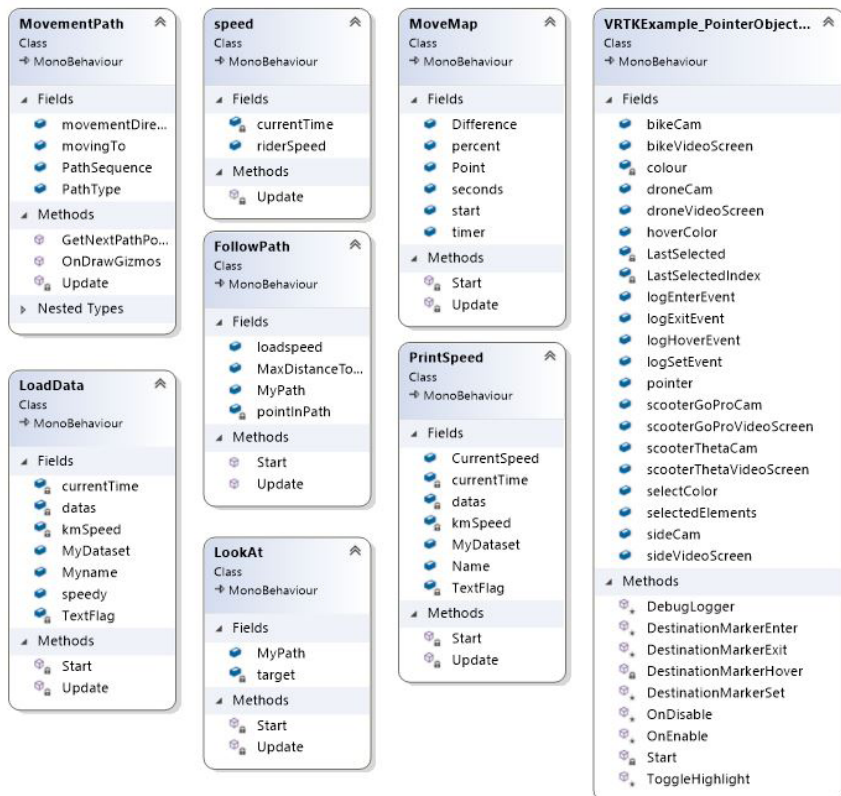 MovementPath
Class
MonoBehaviour
Fields
movementDire...
movingTo
PathSequence
PathType
Methods
GetNextPathPo...
OnDrawGizmos
Update
Nested Types
LoadData
Class
MonoBehaviour
Fields
currentTime
datas
kmSpeed
MyDataset
Myname
speedy
TextFlag
Methods
Start
Update
speed
Class
MonoBehaviour
Fields
currentTime
riderSpeed
Methods
Update
FollowPath
Class
MonoBehaviour
Fields
loadspeed
MaxDistanceTo...
MyPath
pointInPath
Methods
Start
Update
LookAt
Class
MonoBehaviour
Fields
MyPath
target
Methods
Start
Update
MoveMap
Class
MonoBehaviour
Fields
Difference
percent
Point
seconds
start
timer
Methods
Start
Update
PrintSpeed
Class
MonoBehaviour
Fields
CurrentSpeed
currentTime
datas
kmSpeed
MyDataset
Name
TextFlag
Methods
Start
Update
VRTKExample_PointerObject...
Class
MonoBehaviour
Fields
bikeCam
bikeVideoScreen
colour
droneCam
droneVideoScreen
hoverColor
LastSelected
LastSelectedIndex
logEnterEvent
logExitEvent
logHoverEvent
logSetEvent
pointer
scooterGoProCam
scooterGoProVideoScreen
scooterThetaCam
scooterThetaVideoScreen
selectColor
selectedElements
sideCam
sideVideoScreen
Methods
DebugLogger
DestinationMarkerEnter
DestinationMarkerExit
DestinationMarkerHover
DestinationMarkerSet
OnDisable
OnEnable
Start
ToggleHighlight